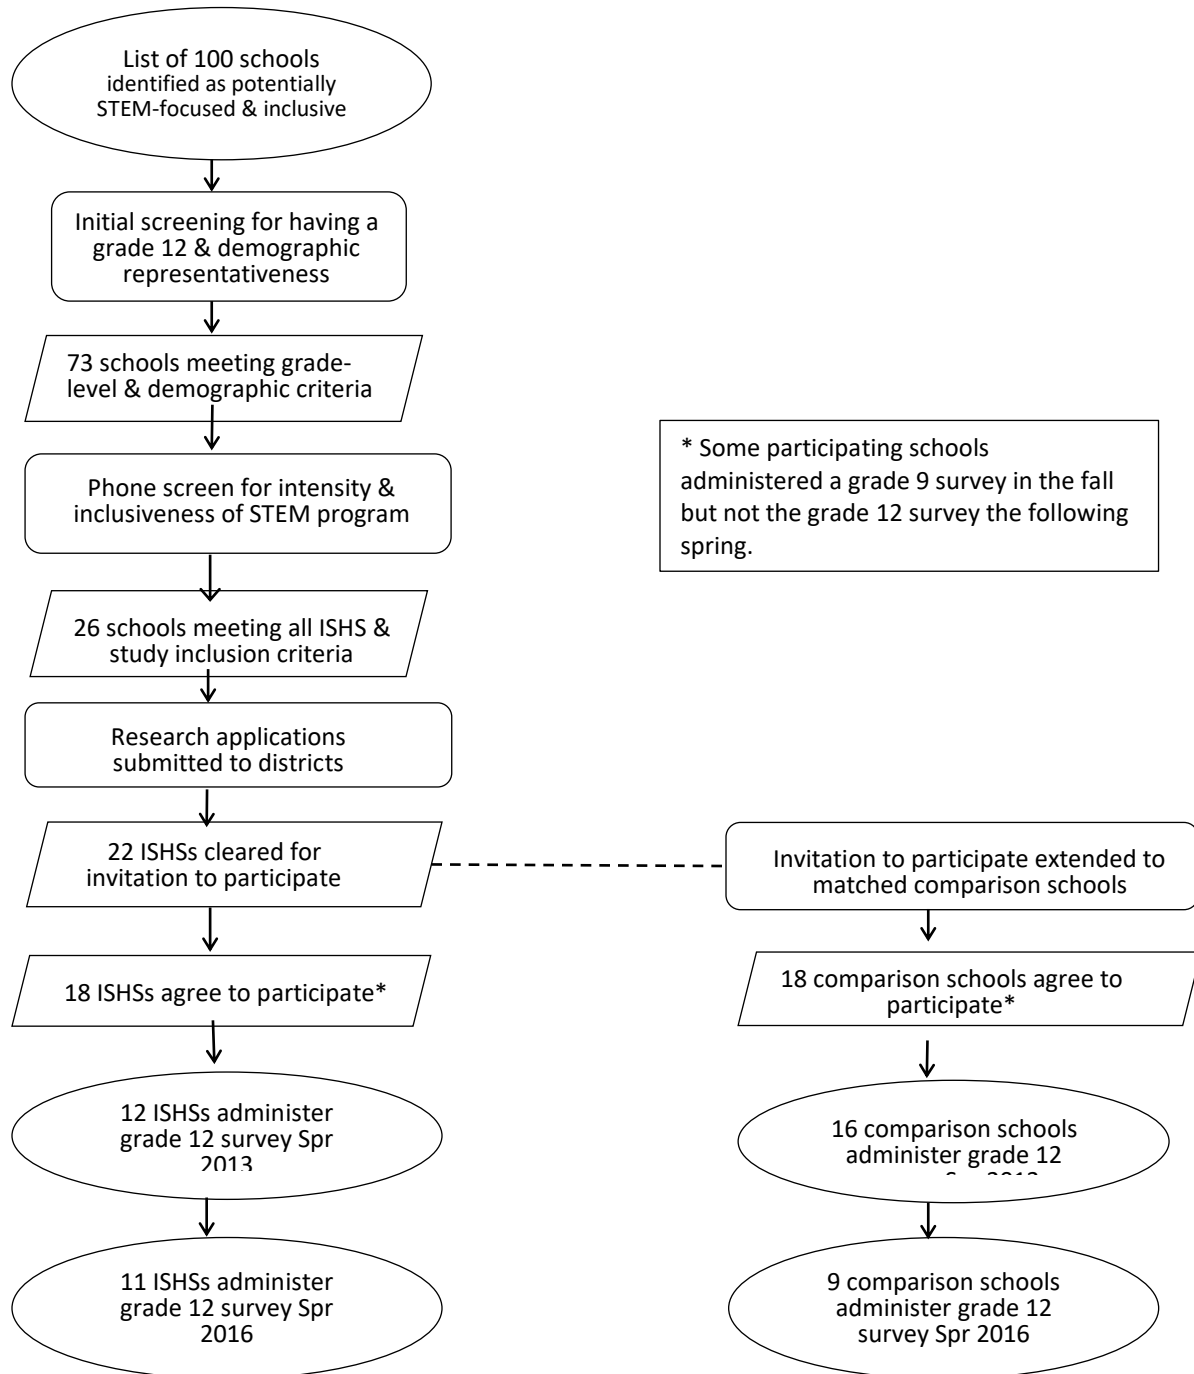 List of 100 schools
identified as potentially
STEM-focused & inclusive
Initial screening for having a
grade 12 & demographic
representativeness
73 schools meeting grade-
level & demographic criteria
Phone screen for intensity &
inclusiveness of STEM program
* Some participating schools
administered a grade 9 survey in the fall
but not the grade 12 survey the following
spring.
26 schools meeting all ISHS &
study inclusion criteria
Research applications
submitted to districts
22 ISHSs cleared for
invitation to participate
Invitation to participate extended to
matched comparison schools
18 ISHSs agree to participate*
18 comparison schools agree to
participate*
12 ISHSs administer
grade 12 survey Spr
2013
16 comparison schools
administer grade 12
11 ISHSs administer
grade 12 survey Spr
2016
9 comparison schools
administer grade 12
survey Spr 2016